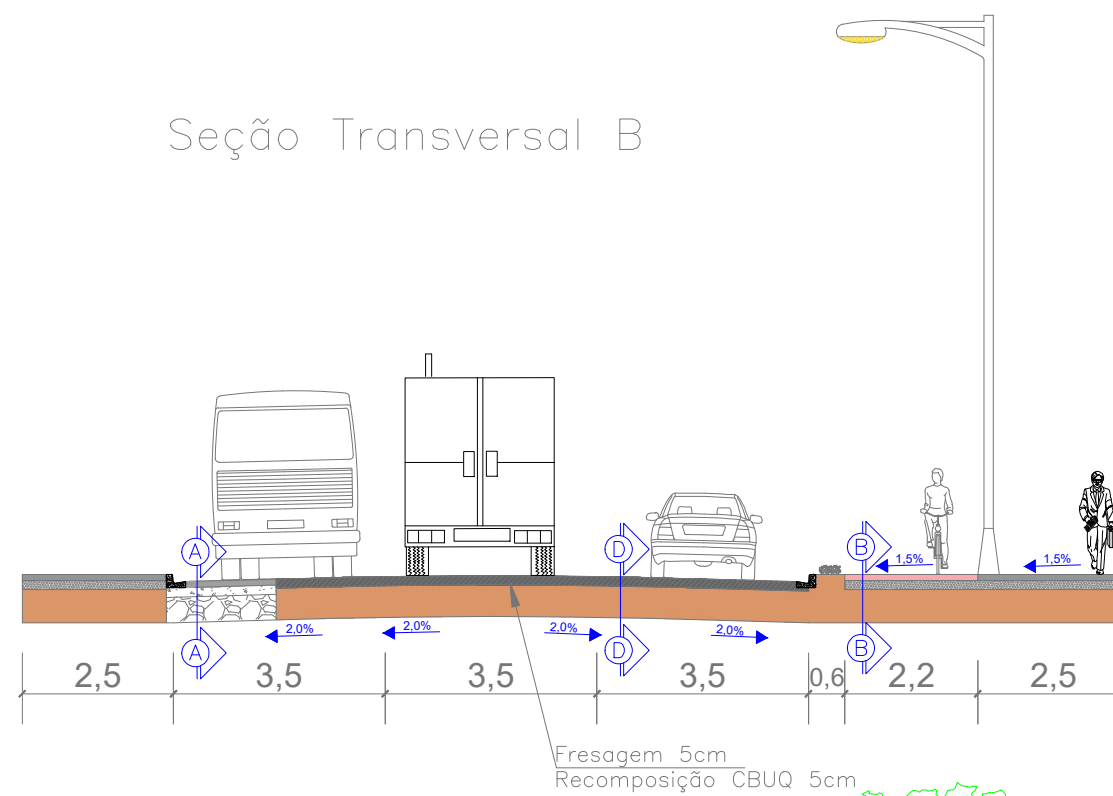 Seção Transversal B
A
D
B
1,5%
1,5%
2,0%
2,0%
2,0%
2,0%
A
D
B
2,5
3,5
3,5
3,5
0,6
2,2
2,5
Fresagem 5cm
Recomposição CBUQ 5cm